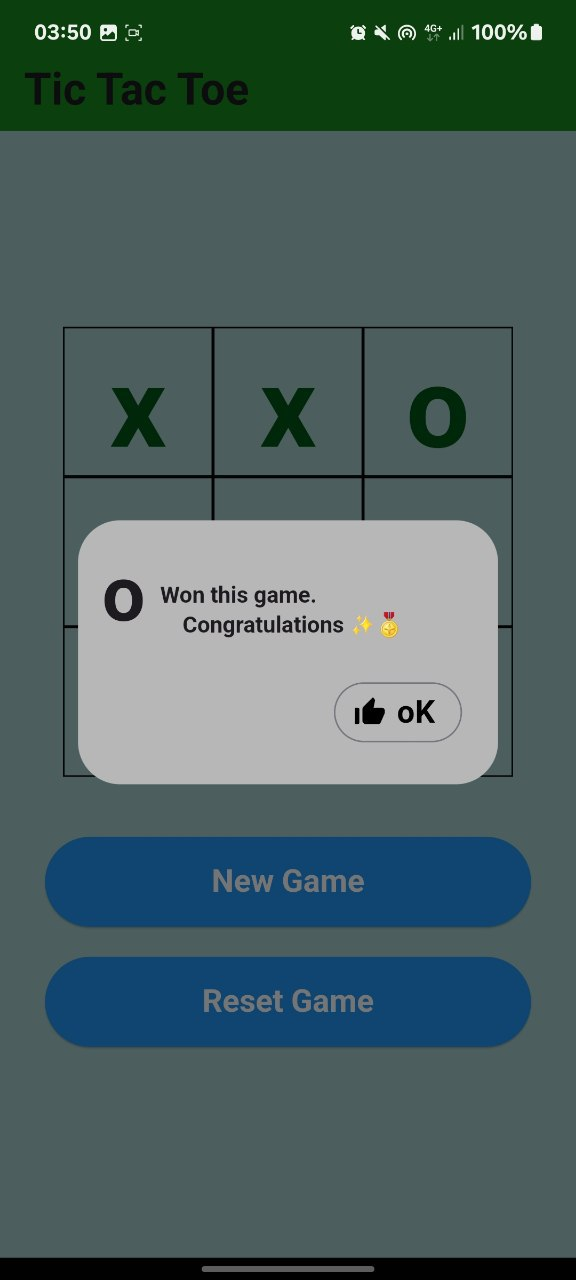 03:50 4G+ 100%
Tic Tac Toe
X X O
O Won this game.
Congratulations ✨🏅
👍 oK
New Game
Reset Game